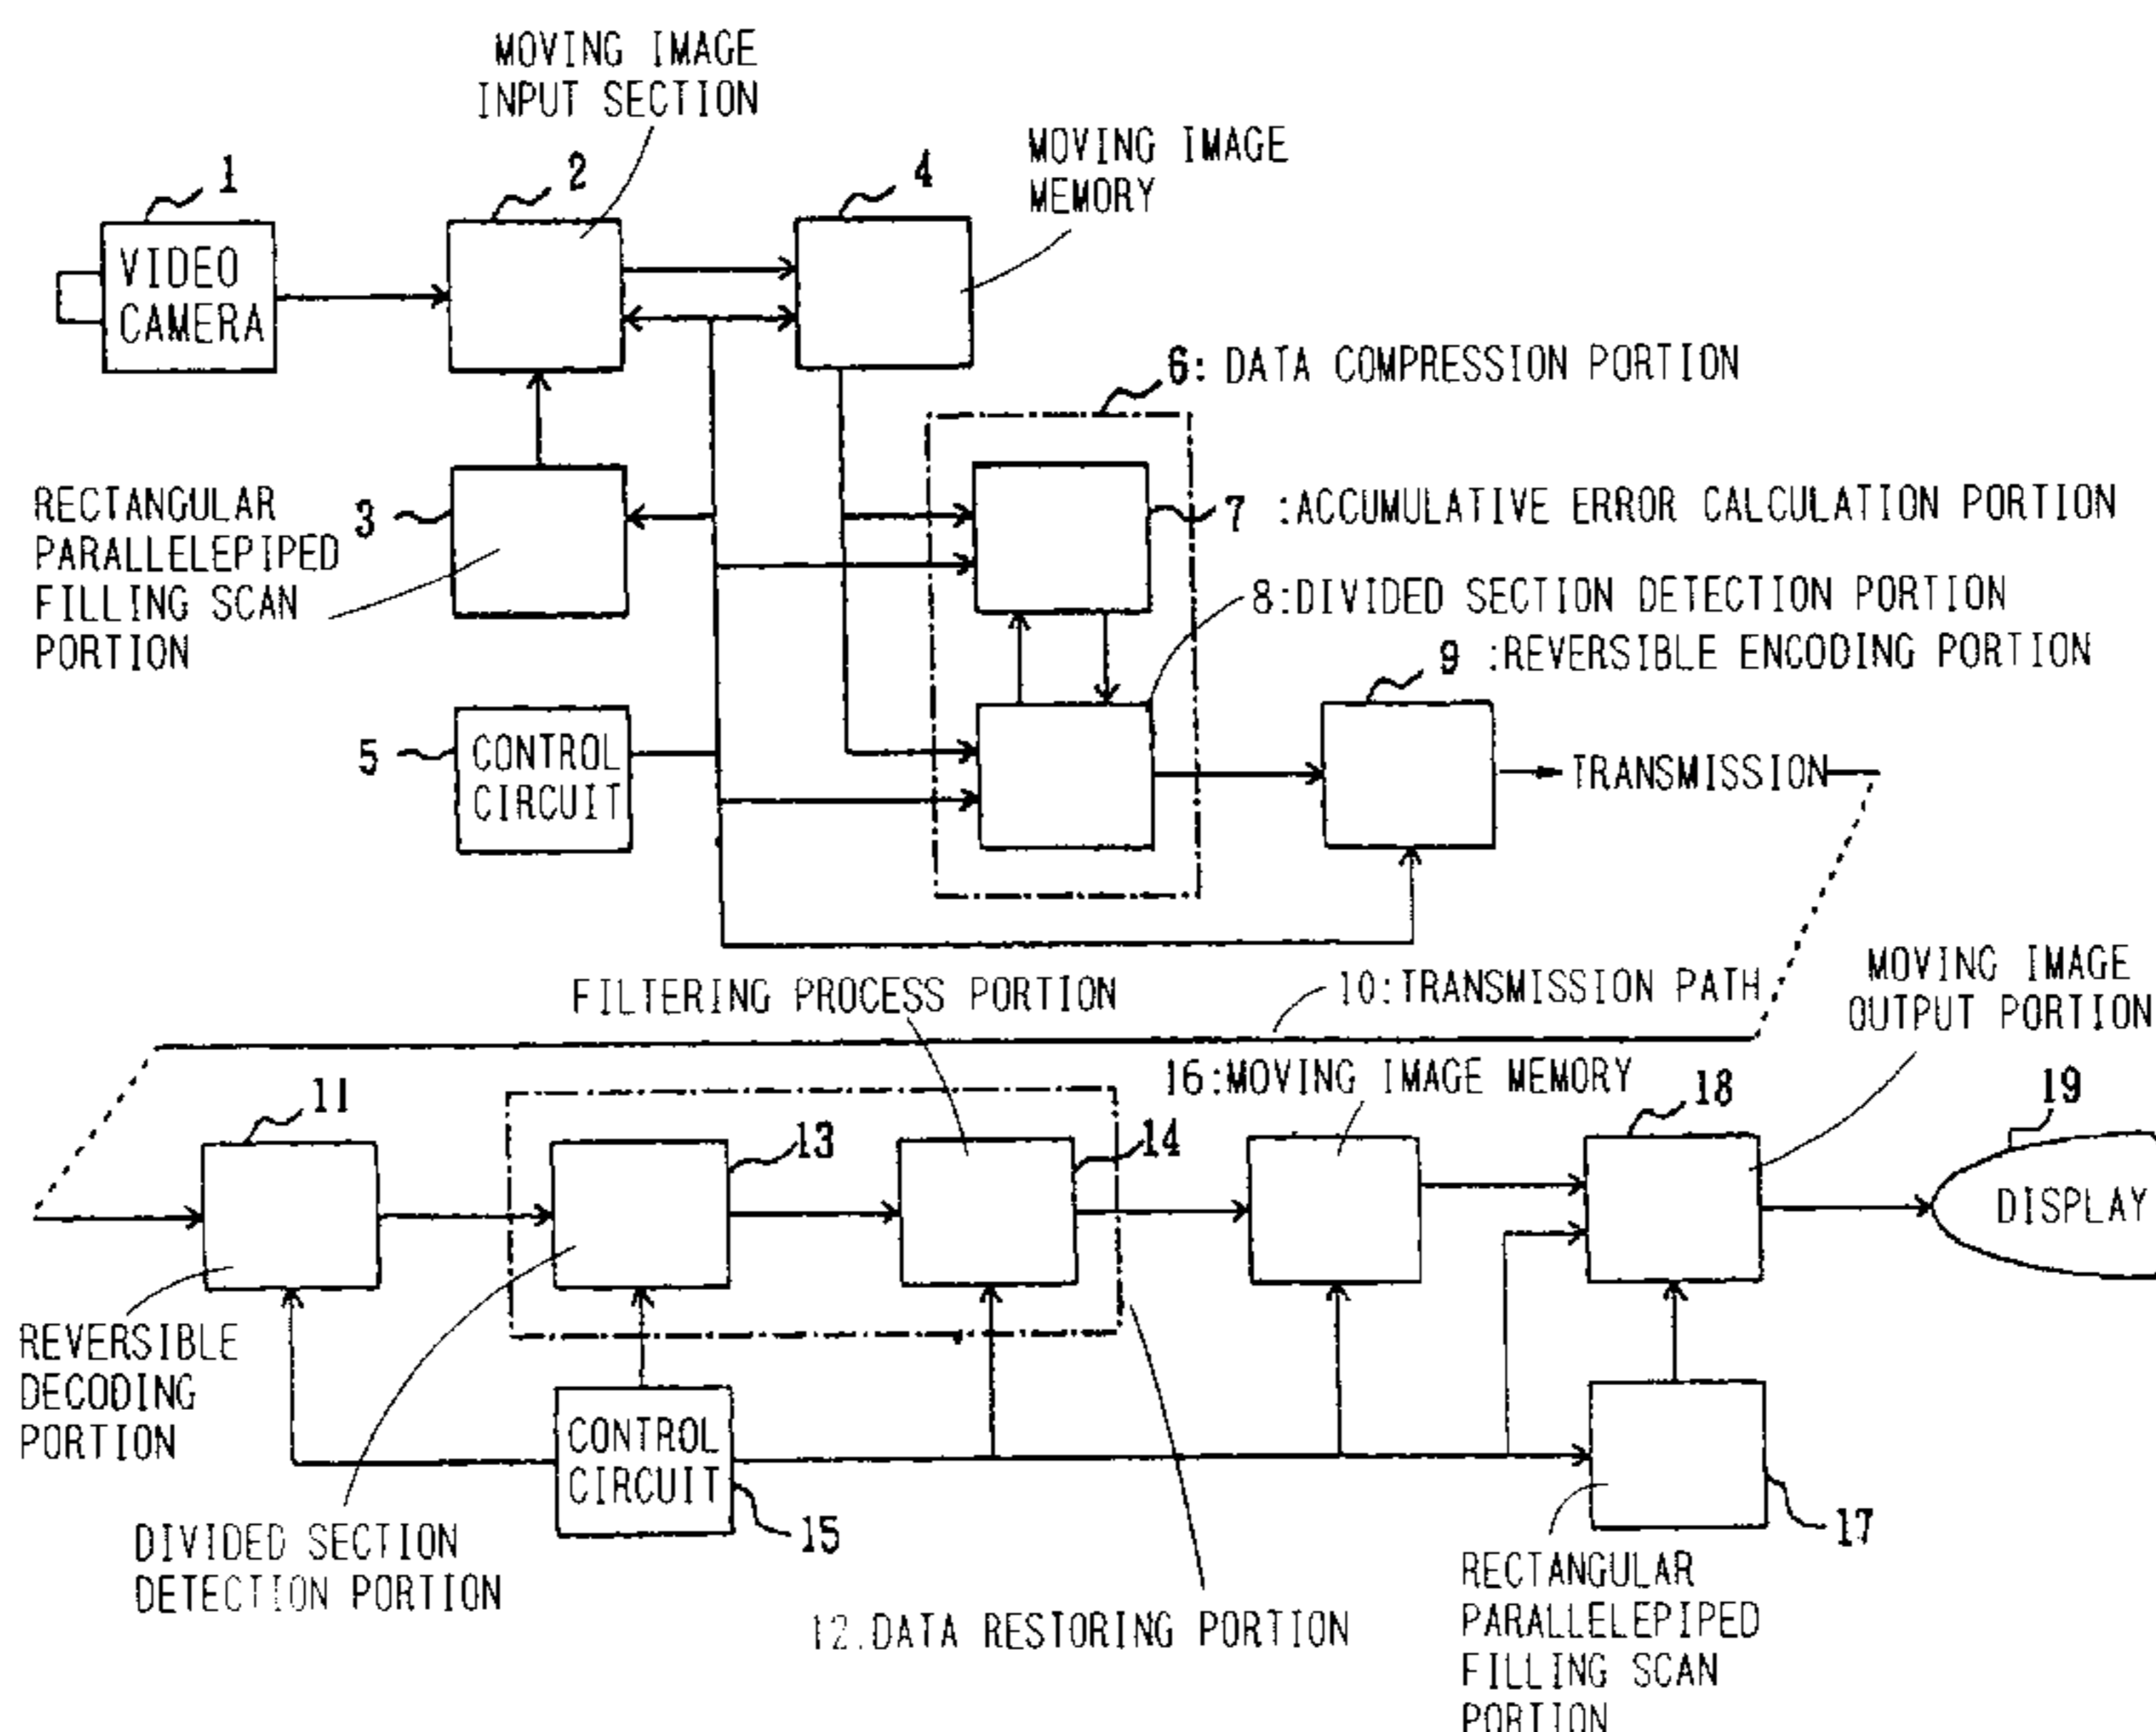 MOVING IMAGE
INPUT SECTION
1
2
4
MOVING IMAGE
MEMORY
VIDEO
CAMERA
6: DATA COMPRESSION PORTION
RECTANGULAR
PARALLELEPIPED
FILLING SCAN
PORTION
3
7 :ACCUMULATIVE ERROR CALCULATION PORTION
8:DIVIDED SECTION DETECTION PORTION
9 :REVERSIBLE ENCODING PORTION
5
CONTROL
CIRCUIT
TRANSMISSION
FILTERING PROCESS PORTION
10:TRANSMISSION PATH
MOVING IMAGE
OUTPUT PORTION
16:MOVING IMAGE MEMORY
11
13
14
18
19
DISPLAY
REVERSIBLE
DECODING
PORTION
CONTROL
CIRCUIT
15
17
DIVIDED SECTION
DETECTION PORTION
12.DATA RESTORING PORTION
RECTANGULAR
PARALLELEPIPED
FILLING SCAN
PORTION